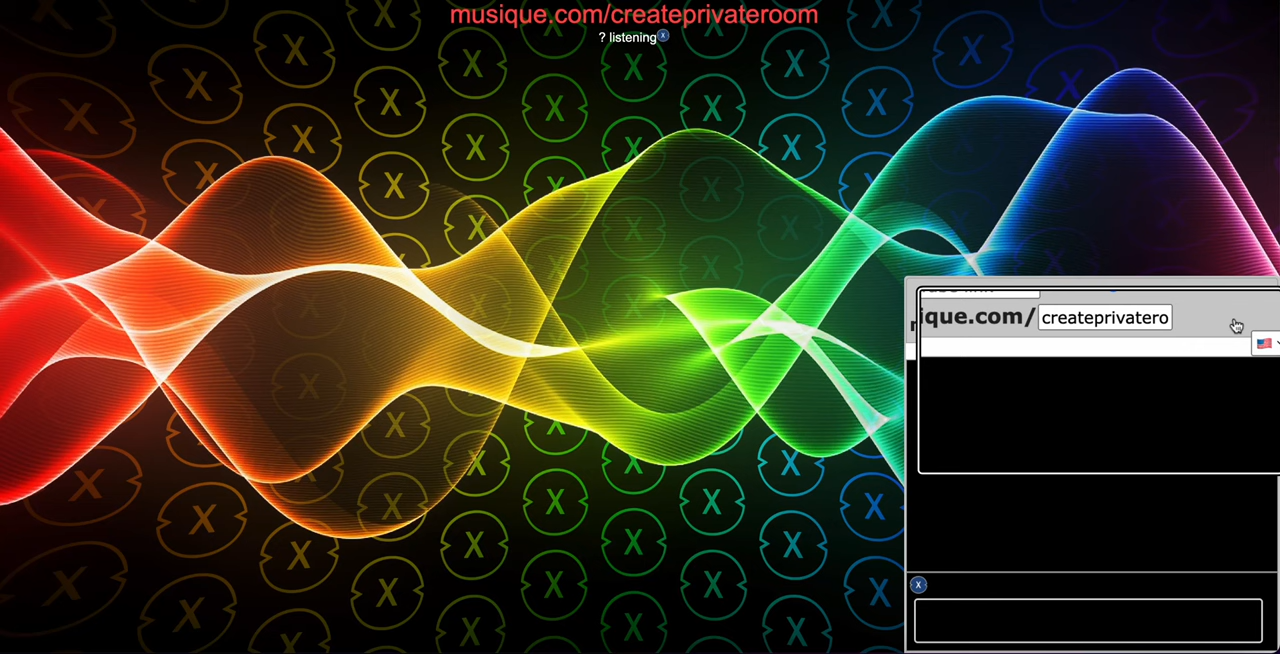 musique.com/createprivateroom
? listening
ique.com/
createprivatero